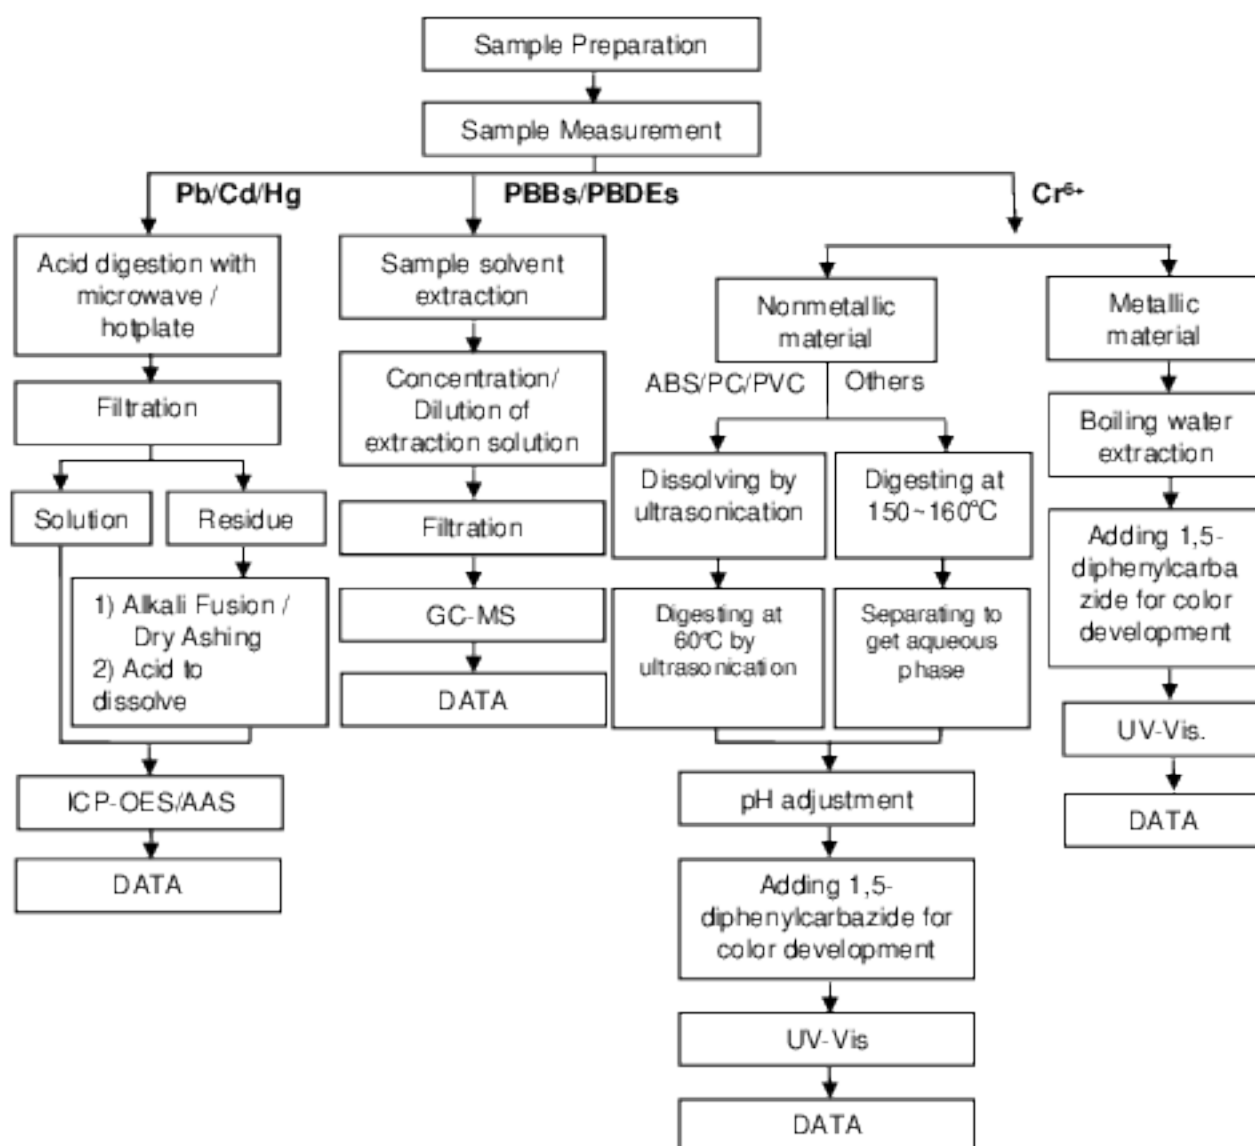 Sample Preparation
Sample Measurement
Pb/Cd/Hg
PBBs/PBDEs
Cr⁶⁺
Acid digestion with
microwave /
hotplate
Filtration
Solution
Residue
1) Alkali Fusion /
Dry Ashing
2) Acid to
dissolve
ICP-OES/AAS
DATA
Sample solvent
extraction
Concentration/
Dilution of
extraction solution
Filtration
GC-MS
DATA
Nonmetallic
material
ABS/PC/PVC
Others
Dissolving by
ultrasonication
Digesting at
60℃ by
ultrasonication
Digesting at
150~160℃
Separating to
get aqueous
phase
pH adjustment
Adding 1,5-
diphenylcarbazide for
color development
UV-Vis
DATA
Metallic
material
Boiling water
extraction
Adding 1,5-
diphenylcarba
zide for color
development
UV-Vis.
DATA